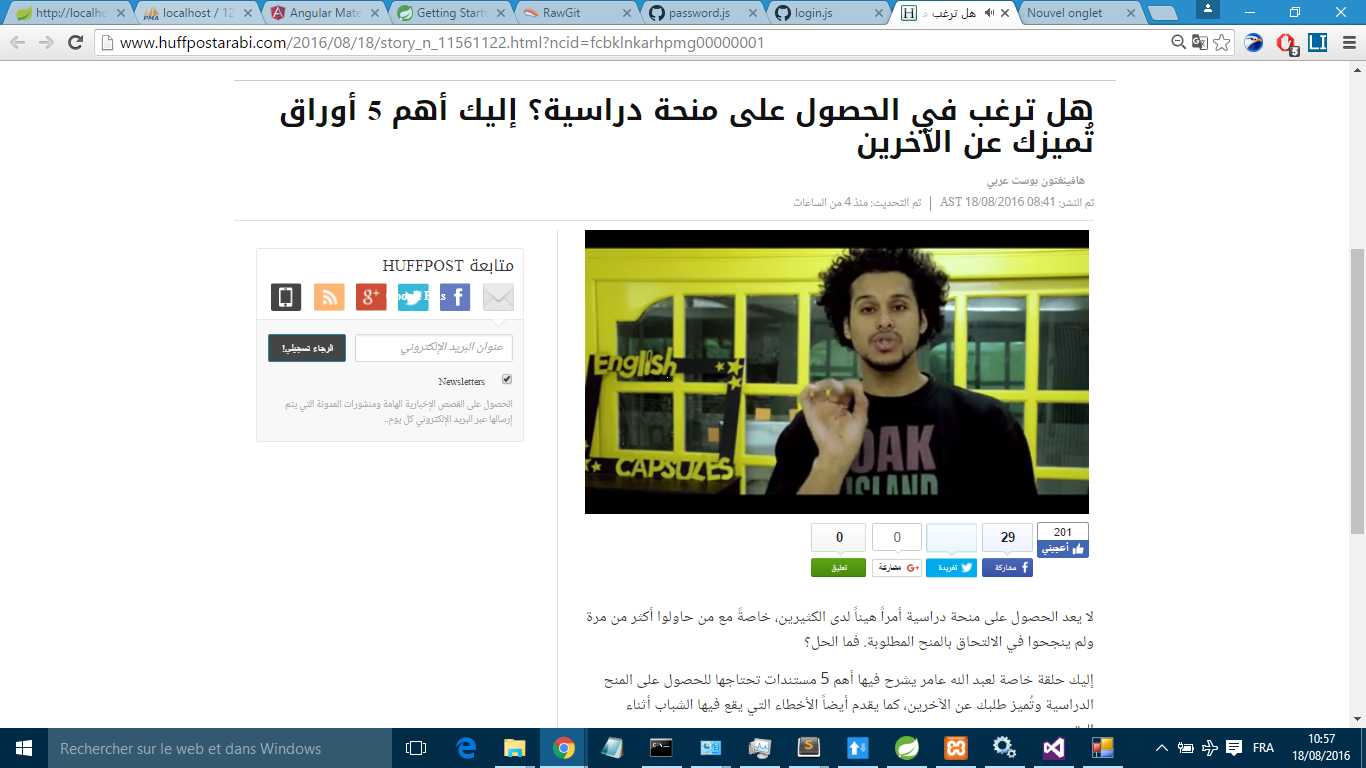 http://localho
localhost / 12
Angular Mate
Getting Starte
RawGit
password.js
login.js
هل ترغب ف
Nouvel onglet
www.huffpostarabi.com/2016/08/18/story_n_11561122.html?ncid=fcbklnkarhpmg00000001
5
LI
هل ترغب في الحصول على منحة دراسية؟ إليك أهم 5 أوراق
تُميزك عن الآخرين
هافينغتون بوست عربي
تم النشر: 08:41 18/08/2016 AST | تم التحديث: منذ 4 من الساعات
متابعة HUFFPOST
عنوان البريد الإلكتروني
الرجاء تسجيلي!
Newsletters
الحصول على القصص الإخبارية الهامة ومنشورات المدونة التي يتم
إرسالها عبر البريد الإلكتروني كل يوم..
English
CAPSULES
OAK
ISLAND
201
29
0
0
أعجبني
مشاركة
تغريدة
مشاركة
تعليق
لا يعد الحصول على منحة دراسية أمراً هيناً لدى الكثيرين، خاصةً مع من حاولوا أكثر من مرة
ولم ينجحوا في الالتحاق بالمنح المطلوبة. فما الحل؟
إليك حلقة خاصة لعبد الله عامر يشرح فيها أهم 5 مستندات تحتاجها للحصول على المنح
الدراسية وتُميز طلبك عن الآخرين، كما يقدم أيضاً الأخطاء التي يقع فيها الشباب أثناء
Rechercher sur le web et dans Windows
FRA
10:57
18/08/2016